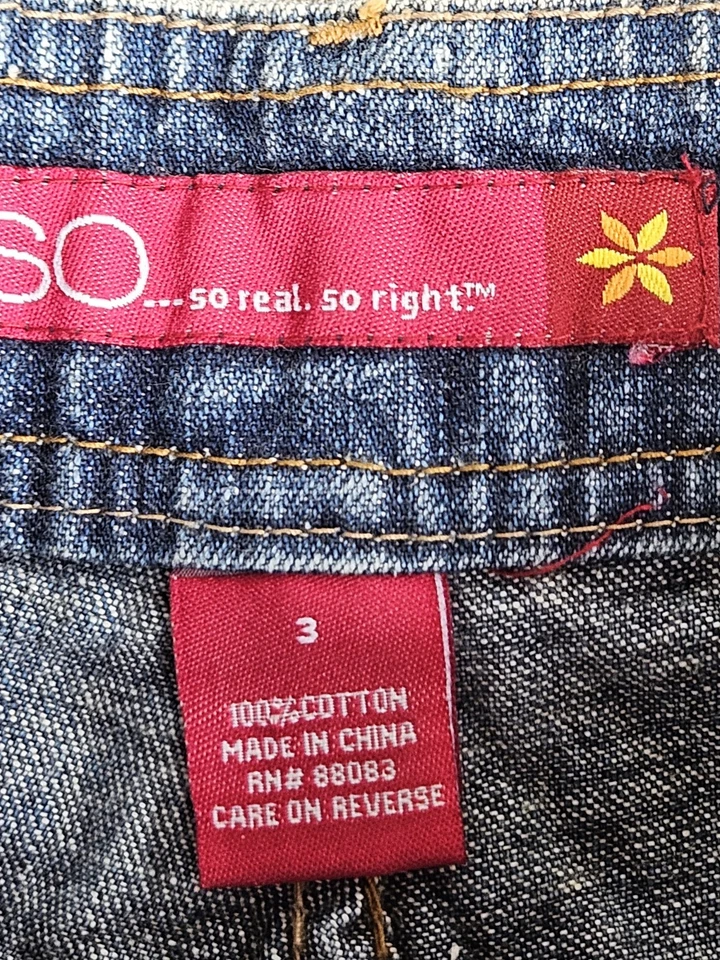 SO...so real. so right.™
3
100% COTTON
MADE IN CHINA
RN# 88083
CARE ON REVERSE